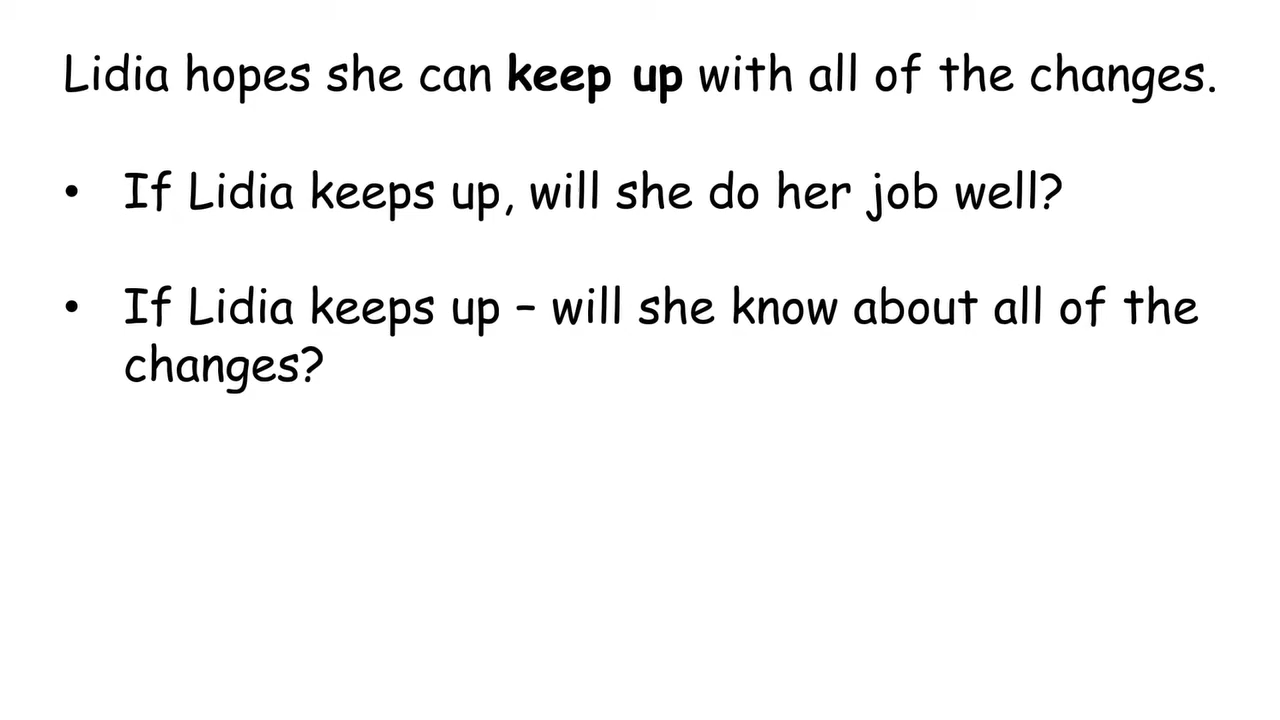 Lidia hopes she can keep up with all of the changes.
• If Lidia keeps up, will she do her job well?
• If Lidia keeps up – will she know about all of the
changes?